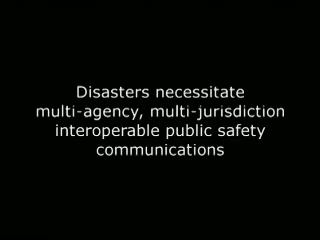 Disasters necessitate
multi-agency, multi-jurisdiction
interoperable public safety
communications